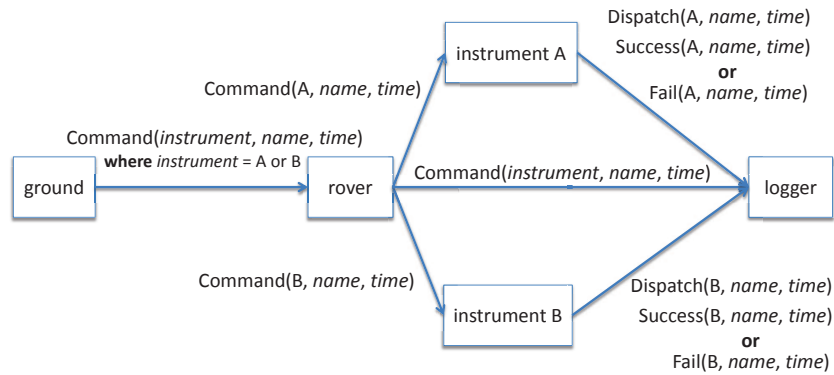 Dispatch(A, name, time)
Success(A, name, time)
or
Fail(A, name, time)
instrument A
Command(A, name, time)
Command(instrument, name, time)
where instrument = A or B
ground
rover
Command(instrument, name, time)
logger
Command(B, name, time)
instrument B
Dispatch(B, name, time)
Success(B, name, time)
or
Fail(B, name, time)